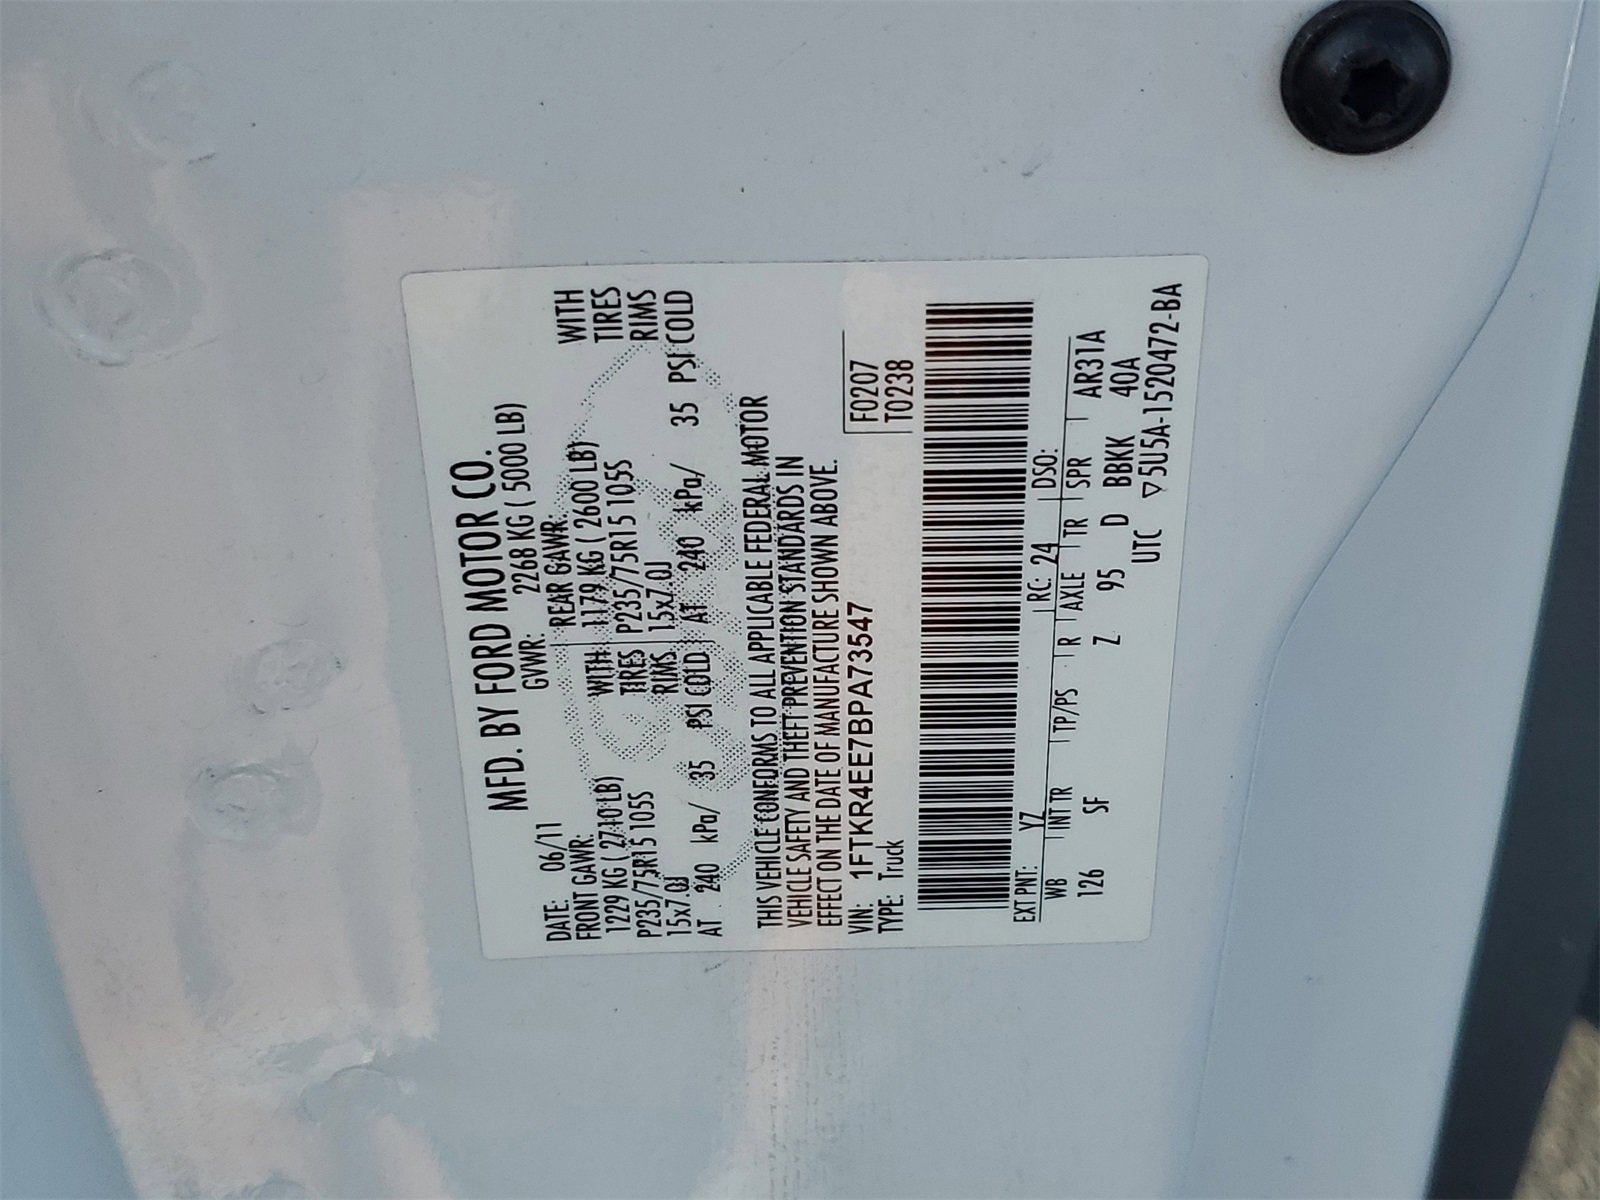 MFD. BY FORD MOTOR CO.
DATE: 06/11 GVWR: 2268 KG ( 5000 LB)
FRONT GAWR: REAR GAWR:
1229 KG ( 2710 LB) WITH 1179 KG ( 2600 LB) WITH
P235/75R15 105S TIRES P235/75R15 105S TIRES
15x7.0J RIMS 15x7.0J RIMS
AT 240 kPa/ 35 PSI COLD AT 240 kPa/ 35 PSI COLD
THIS VEHICLE CONFORMS TO ALL APPLICABLE FEDERAL MOTOR
VEHICLE SAFETY AND THEFT PREVENTION STANDARDS IN
EFFECT ON THE DATE OF MANUFACTURE SHOWN ABOVE.
VIN: 1FTKR4EE7BPA73547 F0207
TYPE: Truck T0238
EXT PNT: YZ RC: 24 DSO:
WB INT TR TP/PS R AXLE TR SPR AR31A
126 SF Z 95 D BBKK 40A
UTC ▽5U5A-1520472-BA